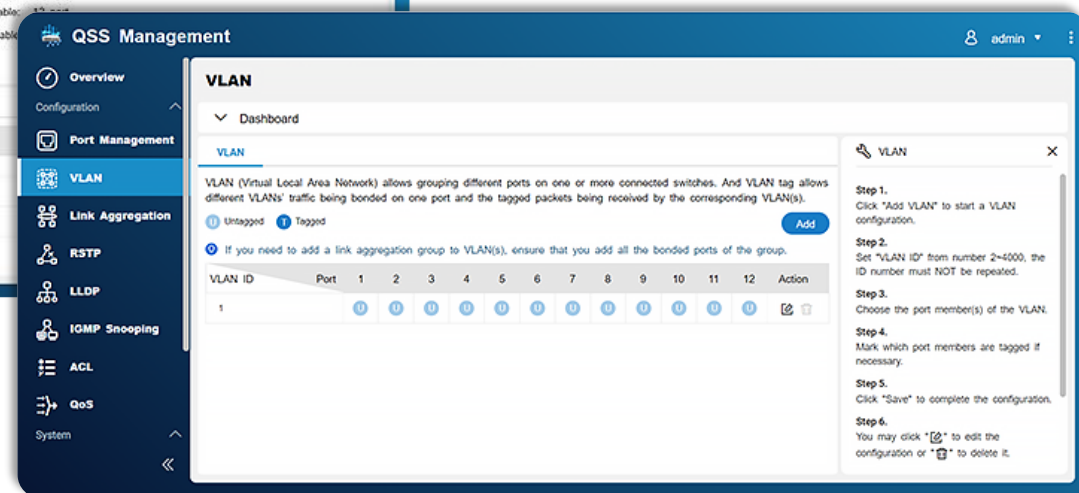 12 port
QSS Management
admin
Overview
Configuration
Port Management
VLAN
Link Aggregation
RSTP
LLDP
IGMP Snooping
ACL
QoS
System
VLAN
Dashboard
VLAN
VLAN (Virtual Local Area Network) allows grouping different ports on one or more connected switches. And VLAN tag allows
different VLANs' traffic being bonded on one port and the tagged packets being received by the corresponding VLAN(s).
U Untagged T Tagged
Add
If you need to add a link aggregation group to VLAN(s), ensure that you add all the bonded ports of the group.
VLAN ID Port 1 2 3 4 5 6 7 8 9 10 11 12 Action
1 U U U U U U U U U U U U
VLAN
Step 1.
Click "Add VLAN" to start a VLAN
configuration.
Step 2.
Set "VLAN ID" from number 2~4000, the
ID number must NOT be repeated.
Step 3.
Choose the port member(s) of the VLAN.
Step 4.
Mark which port members are tagged if
necessary.
Step 5.
Click "Save" to complete the configuration.
Step 6.
You may click " " to edit the
configuration or " " to delete it.